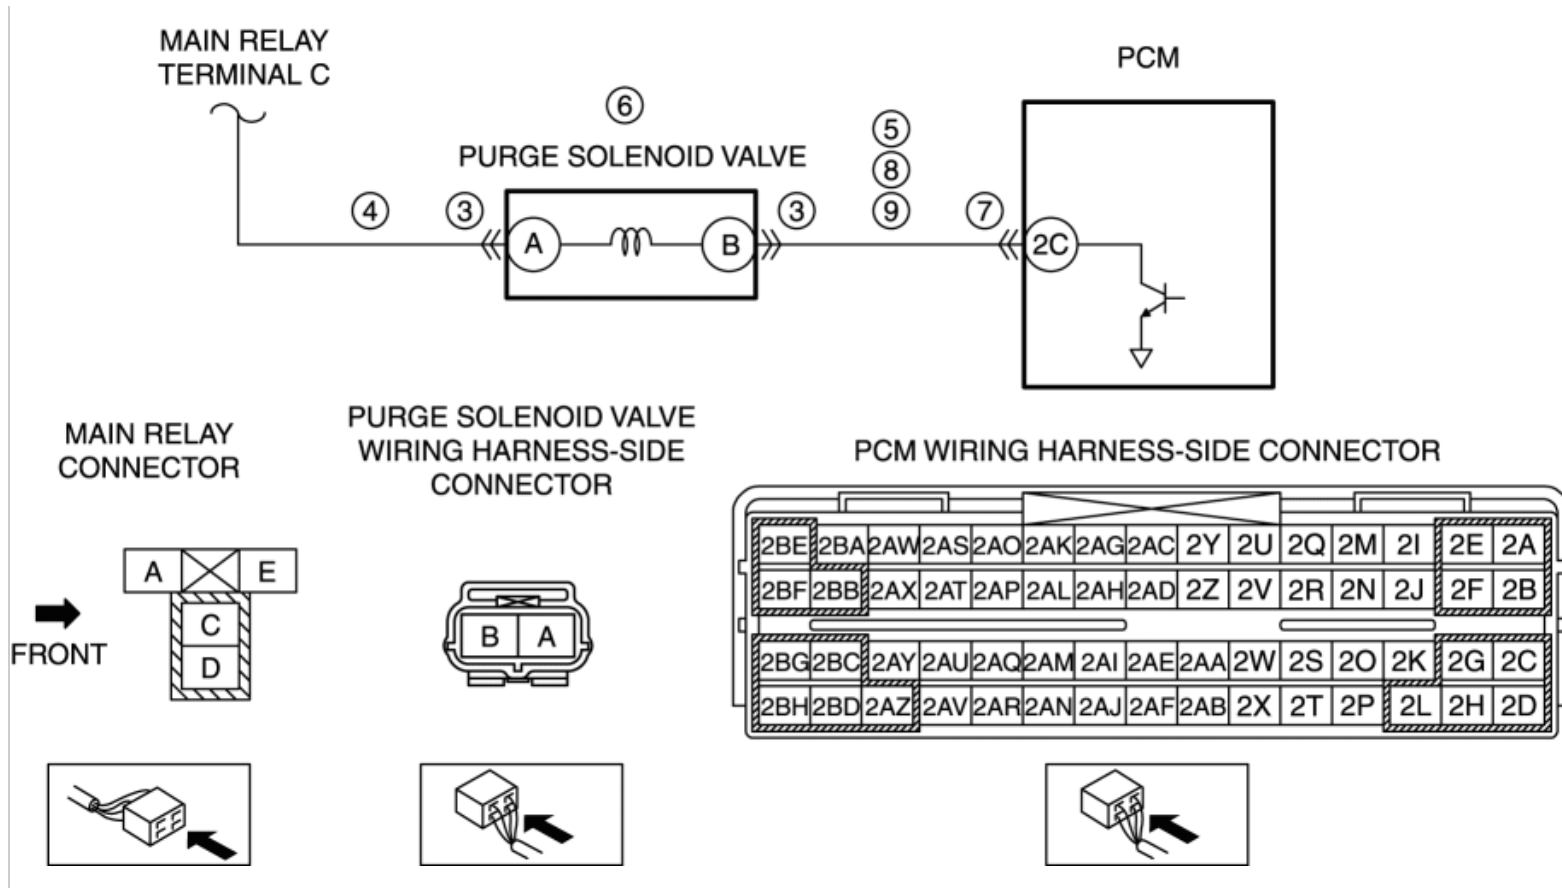 MAIN RELAY
TERMINAL C
PCM
6
5
PURGE SOLENOID VALVE
8
4 3 3 9 7
A B 2C
MAIN RELAY
CONNECTOR
PURGE SOLENOID VALVE
WIRING HARNESS-SIDE
CONNECTOR
PCM WIRING HARNESS-SIDE CONNECTOR
A E
C
D
FRONT
B A
2BE 2BA 2AW 2AS 2AO 2AK 2AG 2AC 2Y 2U 2Q 2M 2I 2E 2A
2BF 2BB 2AX 2AT 2AP 2AL 2AH 2AD 2Z 2V 2R 2N 2J 2F 2B
2BG 2BC 2AY 2AU 2AQ 2AM 2AI 2AE 2AA 2W 2S 2O 2K 2G 2C
2BH 2BD 2AZ 2AV 2AR 2AN 2AJ 2AF 2AB 2X 2T 2P 2L 2H 2D